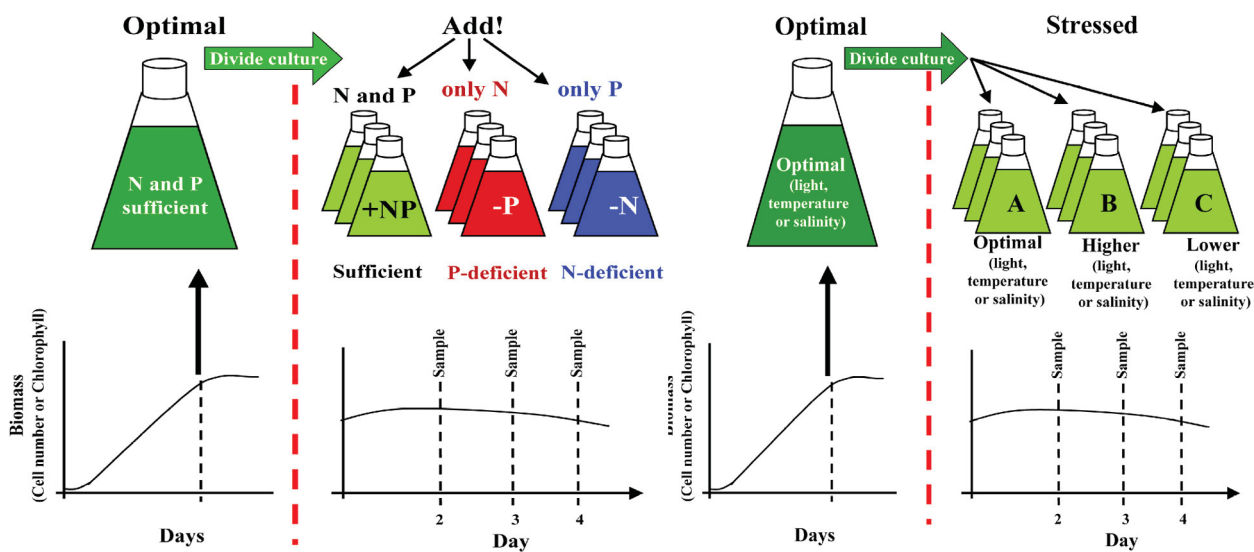 Optimal
Divide culture
Add!
N and P
only N
only P
N and P
sufficient
+NP
-P
-N
Sufficient
P-deficient
N-deficient
Biomass
(Cell number or Chlorophyll)
Days
Sample
Sample
Sample
2
3
4
Day
Optimal
Divide culture
Stressed
Optimal
(light,
temperature
or salinity)
A
B
C
Optimal
(light,
temperature
or salinity)
Higher
(light,
temperature
or salinity)
Lower
(light,
temperature
or salinity)
(Cell number or Chlorophyll)
Days
Sample
Sample
Sample
2
3
4
Day